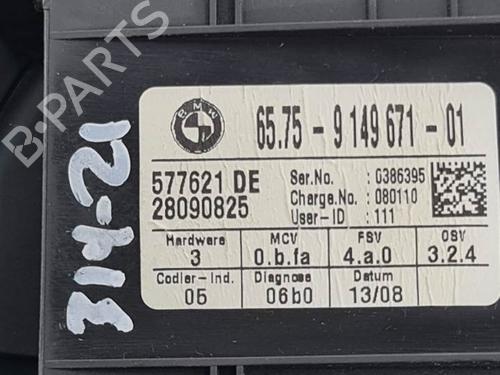 B-PARTS
BMW
65.75 - 9 149 671 - 01
577621 DE
28090825
Ser.No. : 0386395
Charge.No. : 080110
User-ID : 111
Hardware MCV FSV OSV
3 0.b.fa 4.a.0 3.2.4
Codier-Ind. Diagnose Datum
05 06b0 13/08
314-21